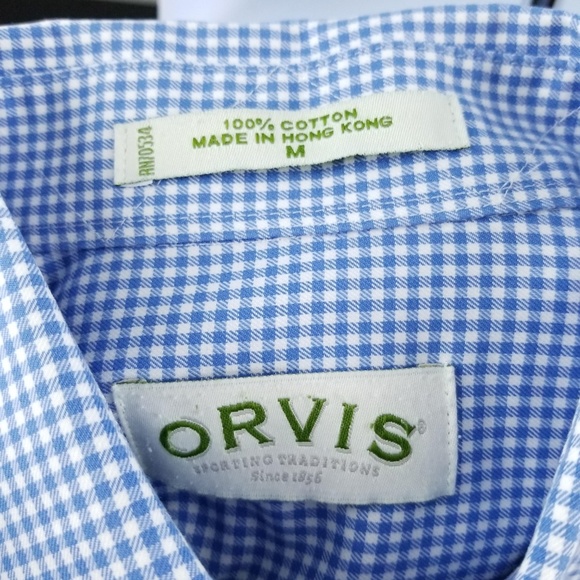 100% COTTON
MADE IN HONG KONG
M
RN70534
ORVIS®
SPORTING TRADITIONS
Since 1856